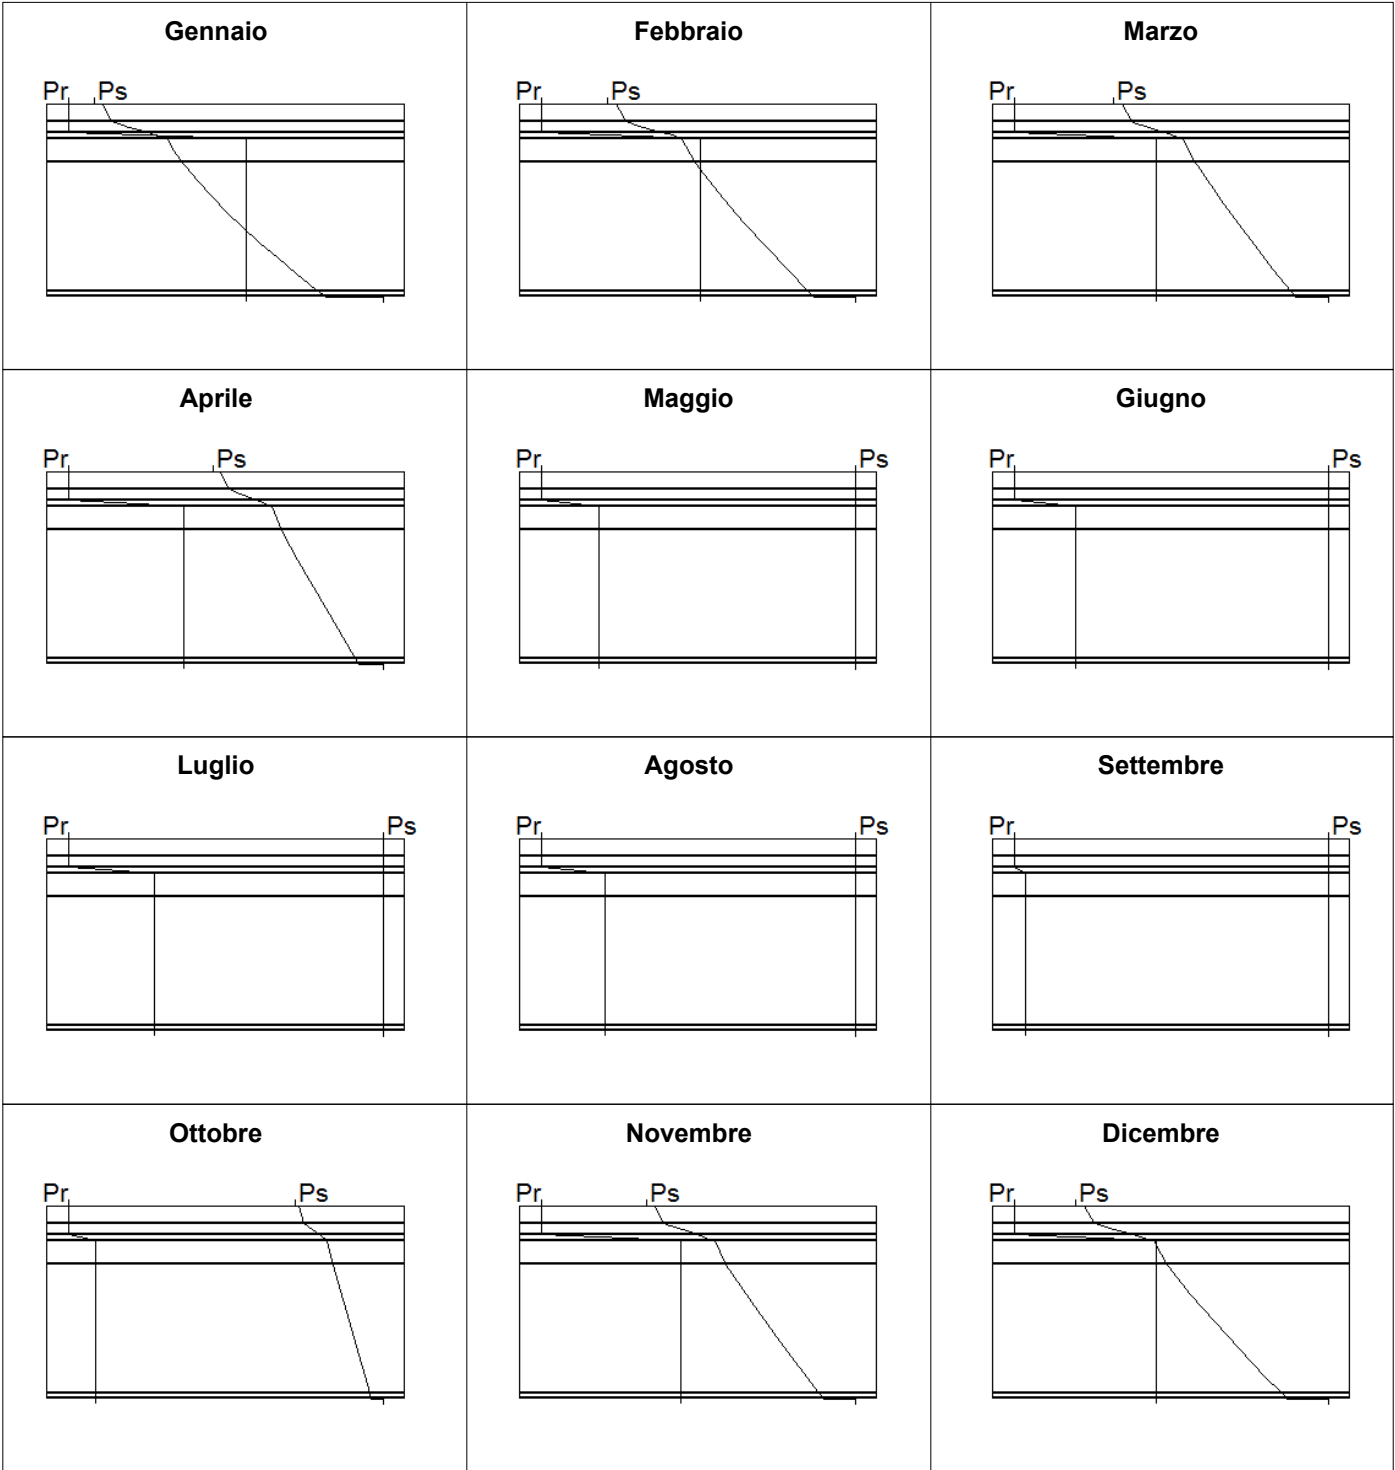 Gennaio
Febbraio
Marzo
Pr Ps
Pr Ps
Pr Ps
Aprile
Maggio
Giugno
Pr Ps
Pr Ps
Pr Ps
Luglio
Agosto
Settembre
Pr Ps
Pr Ps
Pr Ps
Ottobre
Novembre
Dicembre
Pr Ps
Pr Ps
Pr Ps